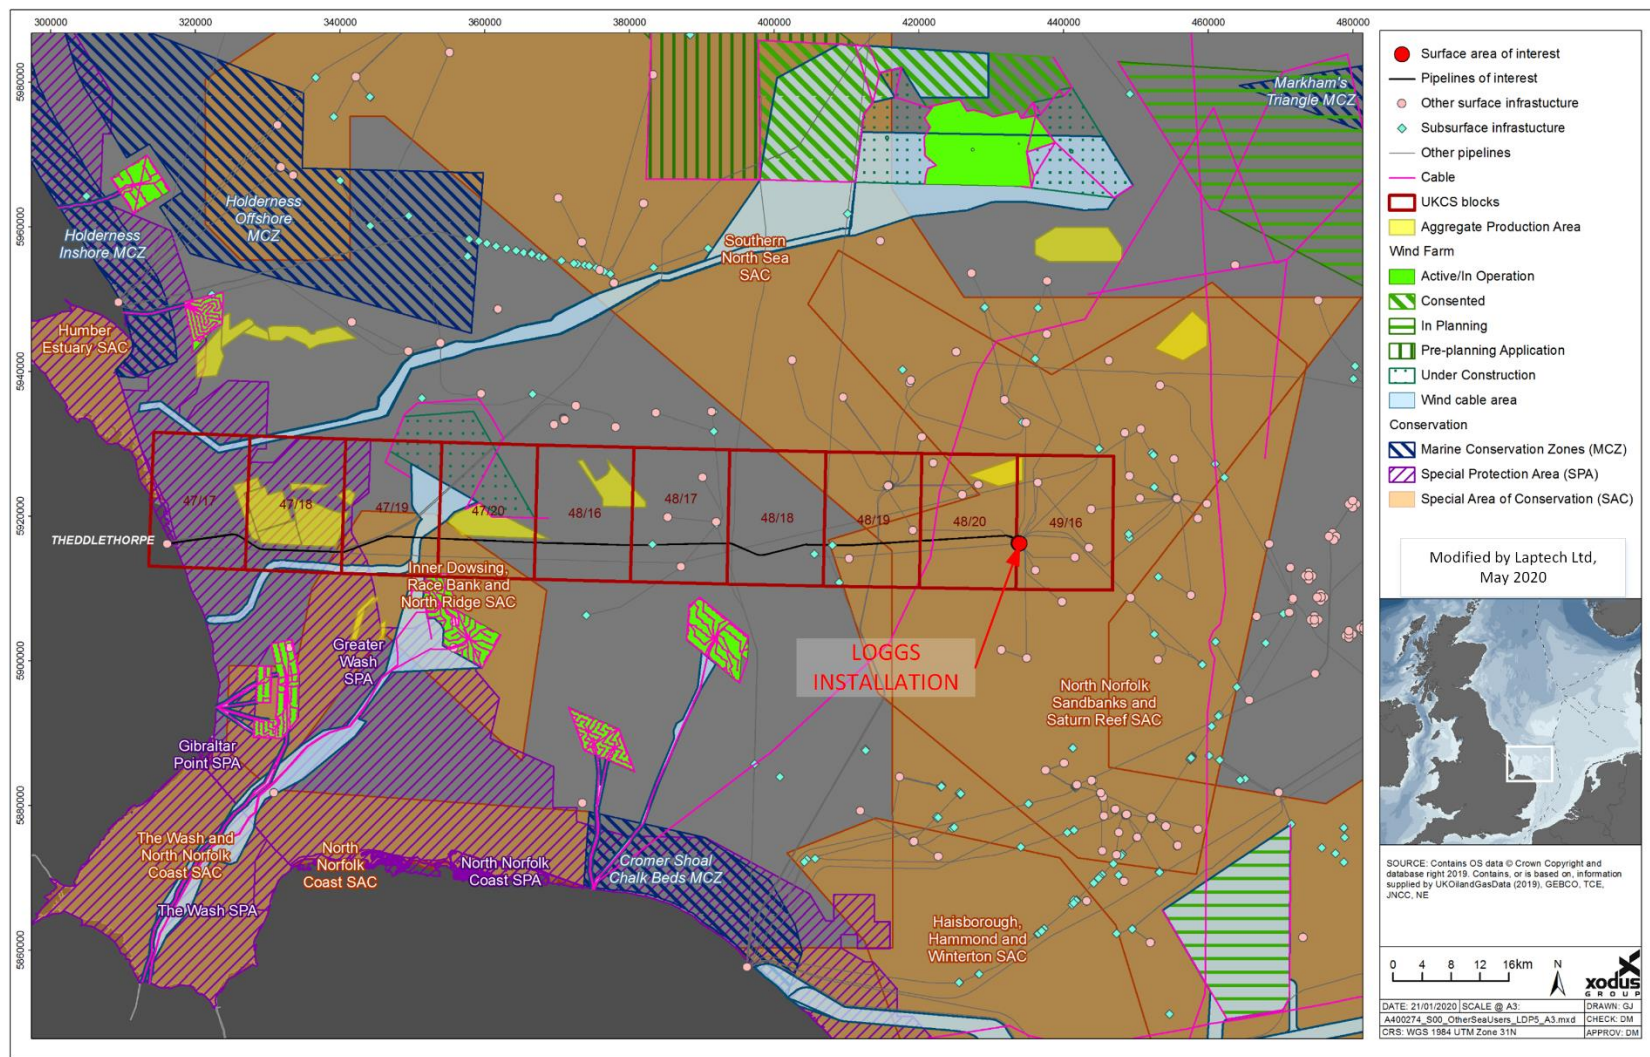 300000 320000 340000 360000 380000 400000 420000 440000 460000 480000
5980000
5960000
5940000
5920000
5900000
5880000
5860000
Markham's
Triangle MCZ
Holderness
Offshore
MCZ
Holderness
Inshore MCZ
Southern
North Sea
SAC
Humber
Estuary SAC
47/17
47/18
47/19
47/20
48/16
48/17
48/18
48/19
48/20
49/16
THEDDLETHORPE
Inner Dowsing,
Race Bank and
North Ridge SAC
Greater
Wash
SPA
LOGGS
INSTALLATION
North Norfolk
Sandbanks and
Saturn Reef SAC
Gibraltar
Point SPA
The Wash and
North Norfolk
Coast SAC
North
Norfolk
Coast SAC
North Norfolk
Coast SPA
Cromer Shoal
Chalk Beds MCZ
The Wash SPA
Haisborough,
Hammond and
Winterton SAC
Surface area of interest
Pipelines of interest
Other surface infrastucture
Subsurface infrastucture
Other pipelines
Cable
UKCS blocks
Aggregate Production Area
Wind Farm
Active/In Operation
Consented
In Planning
Pre-planning Application
Under Construction
Wind cable area
Conservation
Marine Conservation Zones (MCZ)
Special Protection Area (SPA)
Special Area of Conservation (SAC)
Modified by Laptech Ltd,
May 2020
SOURCE: Contains OS data © Crown Copyright and
database right 2019. Contains, or is based on, information
supplied by UKOilandGasData (2019), GEBCO, TCE,
JNCC, NE
0 4 8 12 16km
N
xodus
GROUP
DATE: 21/01/2020 SCALE @ A3: DRAWN: GJ
A400274_S00_OtherSeaUsers_LDP5_A3.mxd CHECK: DM
CRS: WGS 1984 UTM Zone 31N APPROV: DM